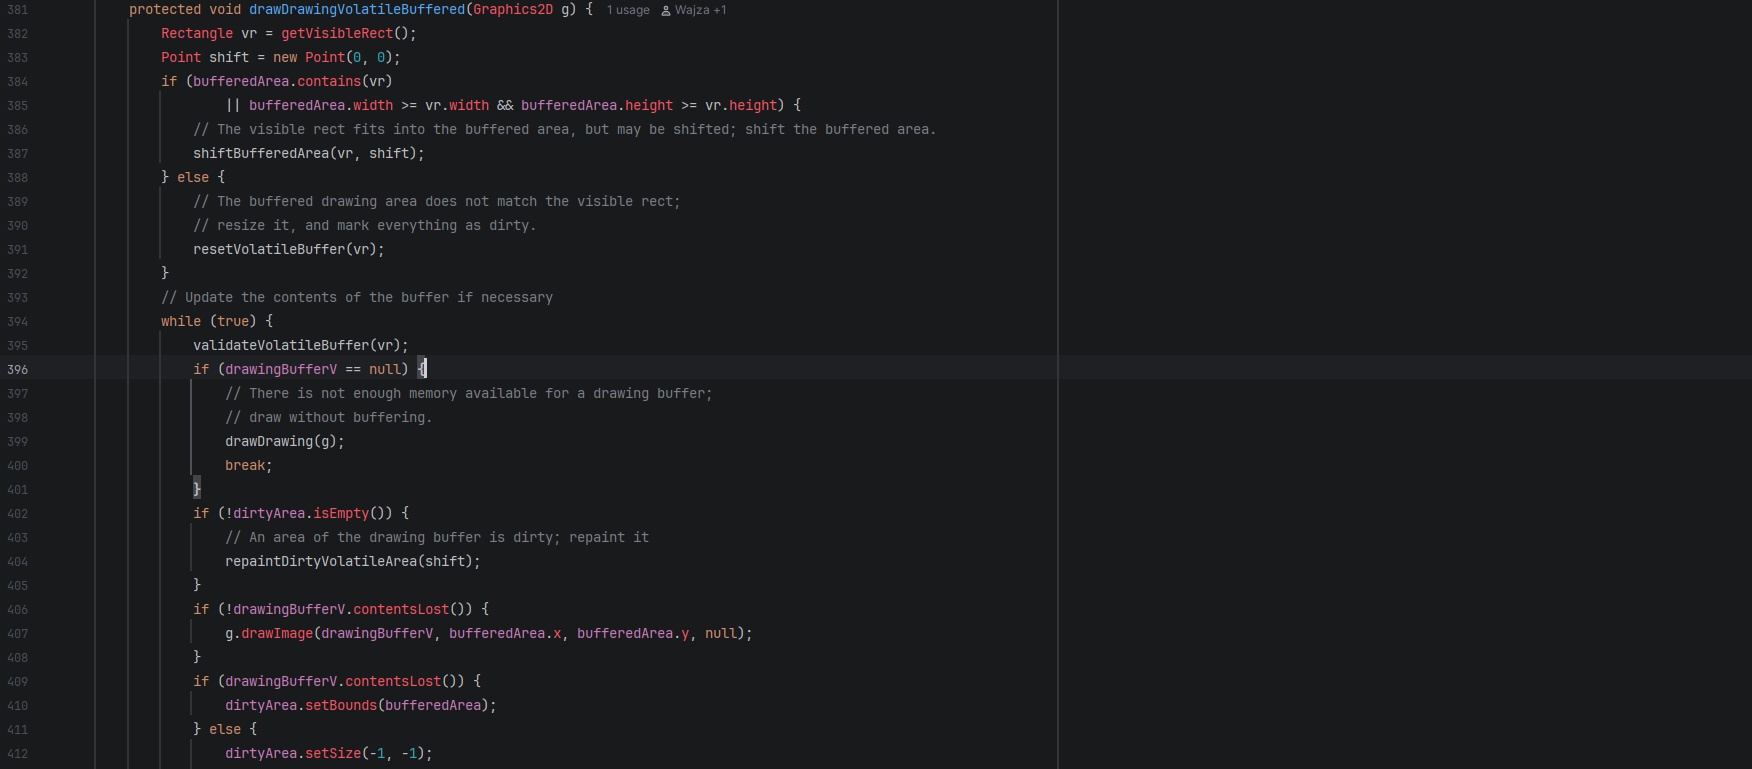 381 protected void drawDrawingVolatileBuffered(Graphics2D g) { 1 usage Wajza +1
382 Rectangle vr = getVisibleRect();
383 Point shift = new Point(0, 0);
384 if (bufferedArea.contains(vr)
385 || bufferedArea.width >= vr.width && bufferedArea.height >= vr.height) {
386 // The visible rect fits into the buffered area, but may be shifted; shift the buffered area.
387 shiftBufferedArea(vr, shift);
388 } else {
389 // The buffered drawing area does not match the visible rect;
390 // resize it, and mark everything as dirty.
391 resetVolatileBuffer(vr);
392 }
393 // Update the contents of the buffer if necessary
394 while (true) {
395 validateVolatileBuffer(vr);
396 if (drawingBufferV == null) {
397 // There is not enough memory available for a drawing buffer;
398 // draw without buffering.
399 drawDrawing(g);
400 break;
401 }
402 if (!dirtyArea.isEmpty()) {
403 // An area of the drawing buffer is dirty; repaint it
404 repaintDirtyVolatileArea(shift);
405 }
406 if (!drawingBufferV.contentsLost()) {
407 g.drawImage(drawingBufferV, bufferedArea.x, bufferedArea.y, null);
408 }
409 if (drawingBufferV.contentsLost()) {
410 dirtyArea.setBounds(bufferedArea);
411 } else {
412 dirtyArea.setSize(-1, -1);